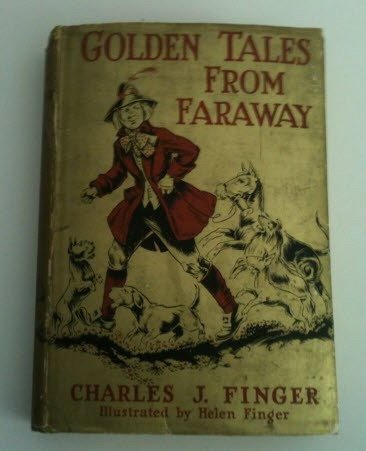 GOLDEN TALES
FROM
FARAWAY
CHARLES J. FINGER
Illustrated by Helen Finger